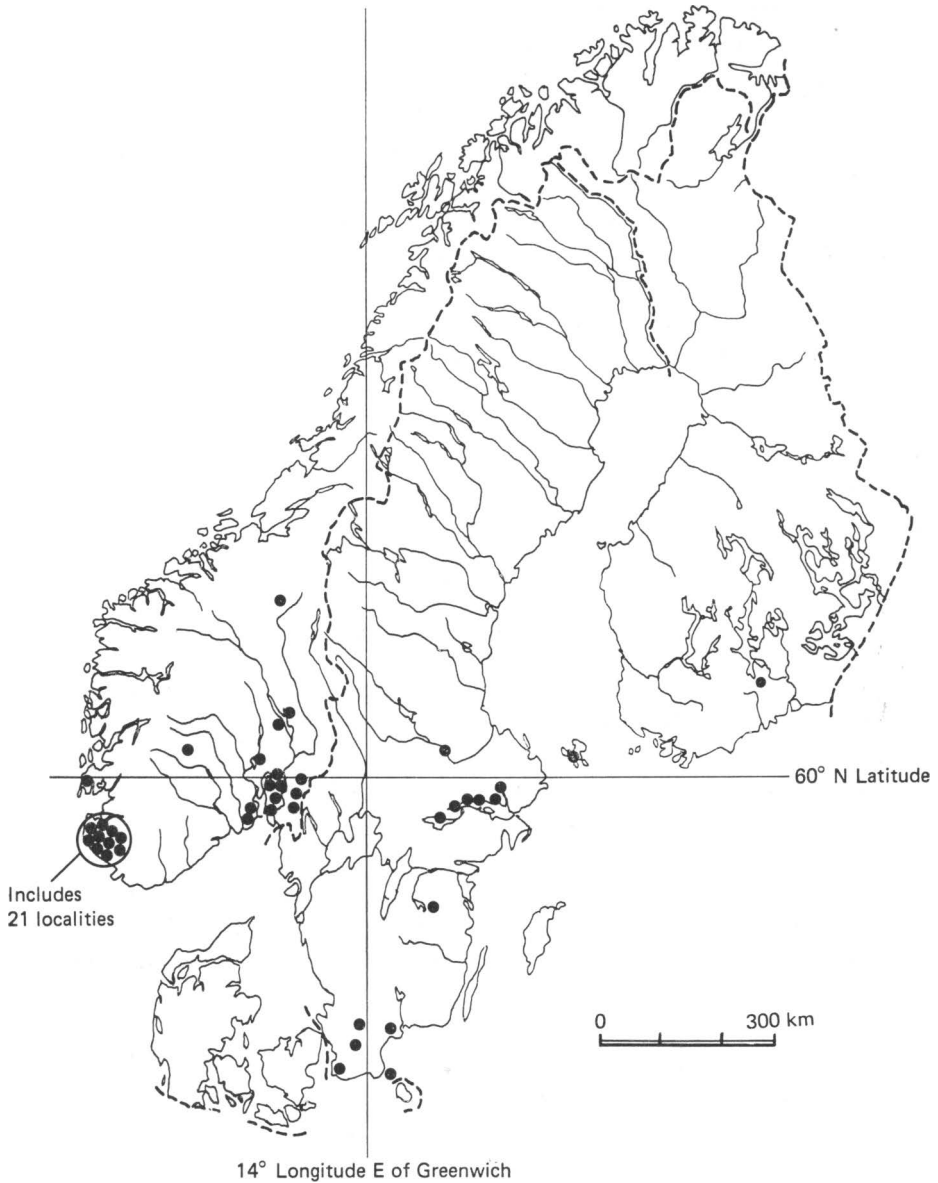 60° N Latitude
Includes
21 localities
0 300 km
14° Longitude E of Greenwich